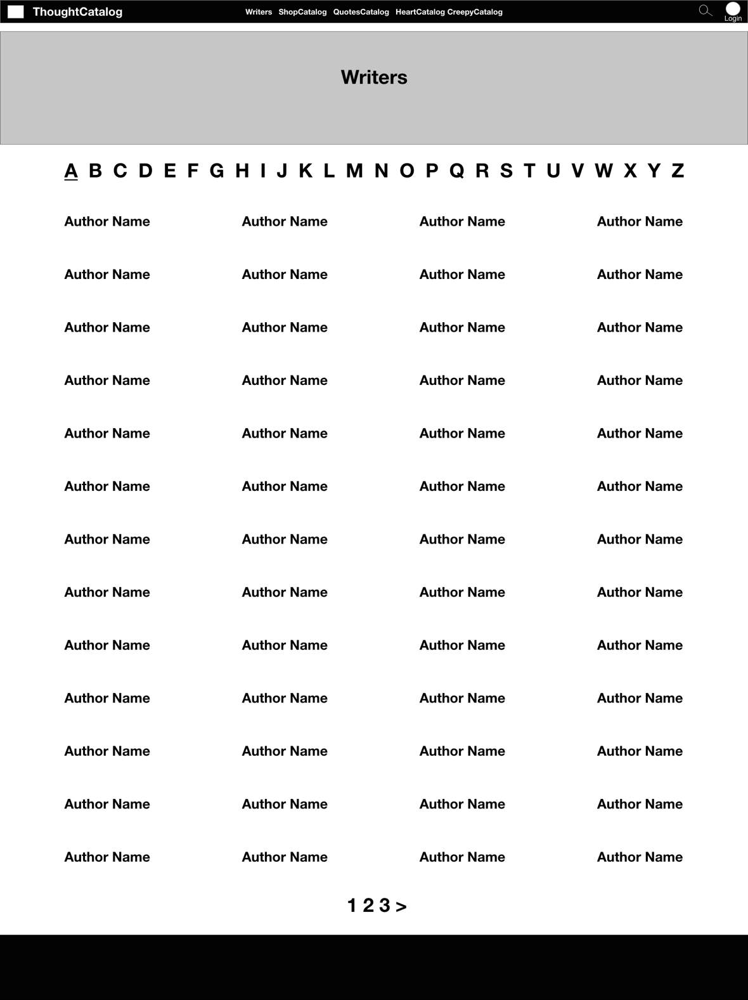 ThoughtCatalog Writers ShopCatalog QuotesCatalog HeartCatalog CreepyCatalog
Login
Writers
A B C D E F G H I J K L M N O P Q R S T U V W X Y Z
Author Name Author Name Author Name Author Name
Author Name Author Name Author Name Author Name
Author Name Author Name Author Name Author Name
Author Name Author Name Author Name Author Name
Author Name Author Name Author Name Author Name
Author Name Author Name Author Name Author Name
Author Name Author Name Author Name Author Name
Author Name Author Name Author Name Author Name
Author Name Author Name Author Name Author Name
Author Name Author Name Author Name Author Name
Author Name Author Name Author Name Author Name
Author Name Author Name Author Name Author Name
Author Name Author Name Author Name Author Name
1 2 3 >